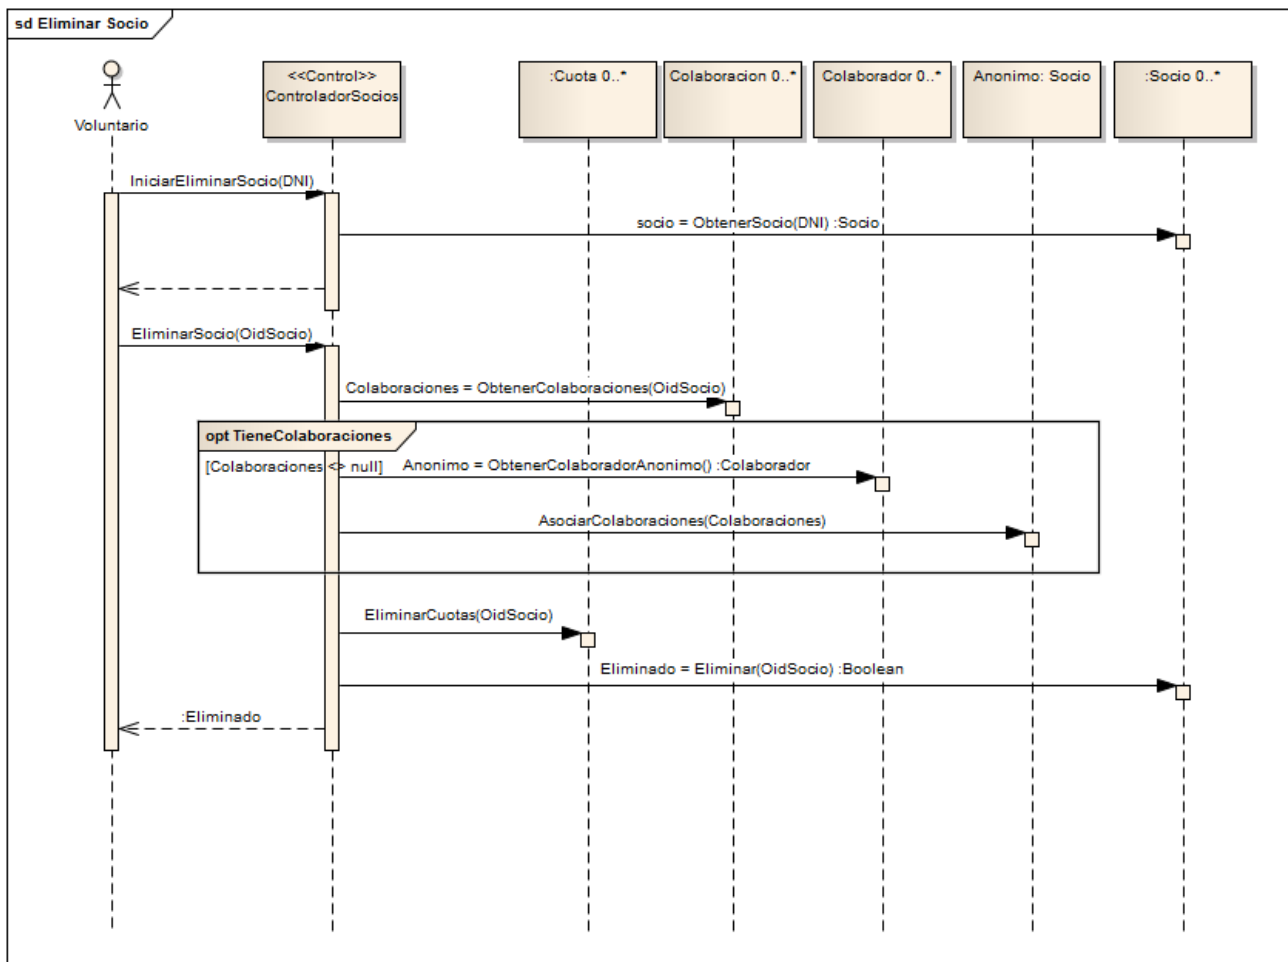 sd Eliminar Socio
Voluntario
<<Control>>
ControladorSocios
:Cuota 0..*
Colaboracion 0..*
Colaborador 0..*
Anonimo: Socio
:Socio 0..*
IniciarEliminarSocio(DNI)
socio = ObtenerSocio(DNI) :Socio
EliminarSocio(OidSocio)
Colaboraciones = ObtenerColaboraciones(OidSocio)
opt TieneColaboraciones
[Colaboraciones <> null]
Anonimo = ObtenerColaboradorAnonimo() :Colaborador
AsociarColaboraciones(Colaboraciones)
EliminarCuotas(OidSocio)
Eliminado = Eliminar(OidSocio) :Boolean
:Eliminado